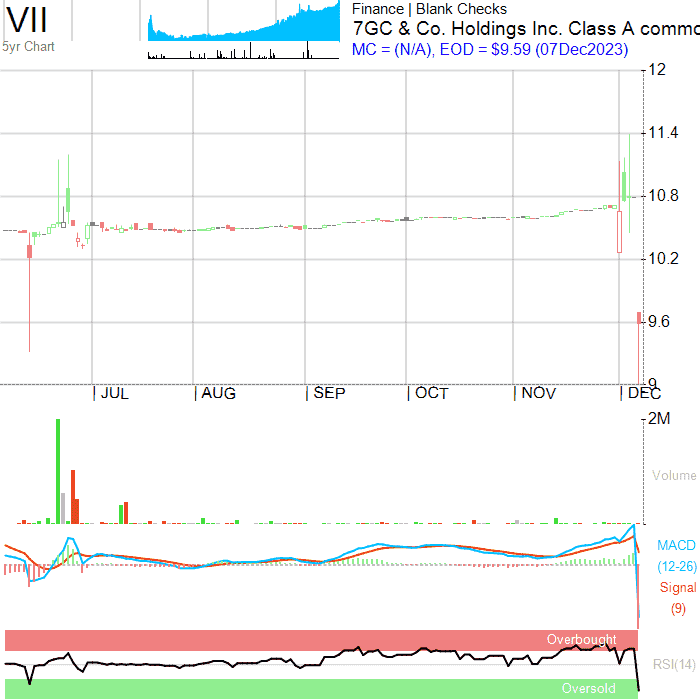 VII
5yr Chart
Finance | Blank Checks
7GC & Co. Holdings Inc. Class A commo
MC = (N/A), EOD = $9.59 (07Dec2023)
12
11.4
10.8
10.2
9.6
9
JUL
AUG
SEP
OCT
NOV
DEC
2M
Volume
MACD
(12-26)
Signal
(9)
Overbought
RSI(14)
Oversold